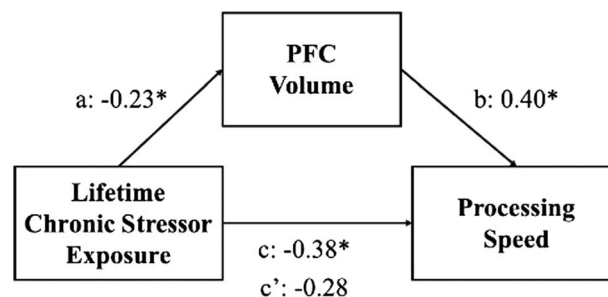 PFC
Volume
a: -0.23*
b: 0.40*
Lifetime
Chronic Stressor
Exposure
Processing
Speed
c: -0.38*
c’: -0.28